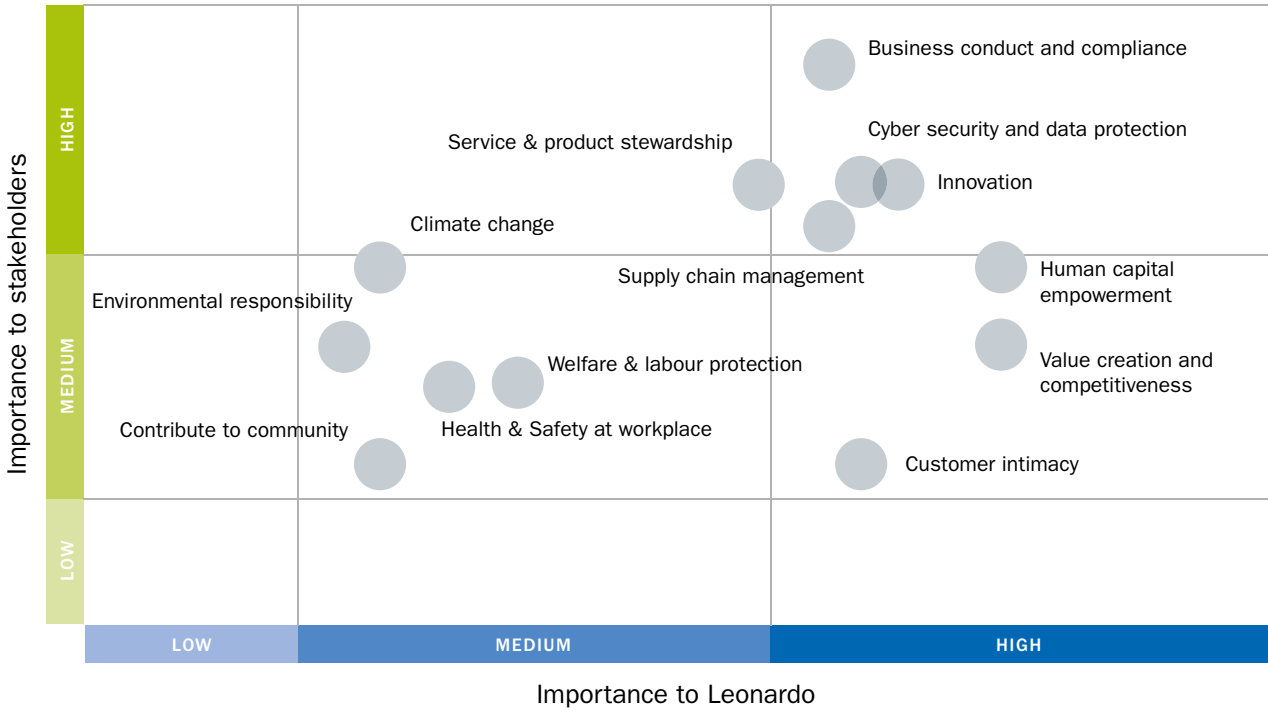 Importance to stakeholders
HIGH
MEDIUM
LOW
Business conduct and compliance
Cyber security and data protection
Service & product stewardship
Innovation
Climate change
Supply chain management
Human capital
empowerment
Environmental responsibility
Welfare & labour protection
Value creation and
competitiveness
Contribute to community
Health & Safety at workplace
Customer intimacy
LOW
MEDIUM
HIGH
Importance to Leonardo